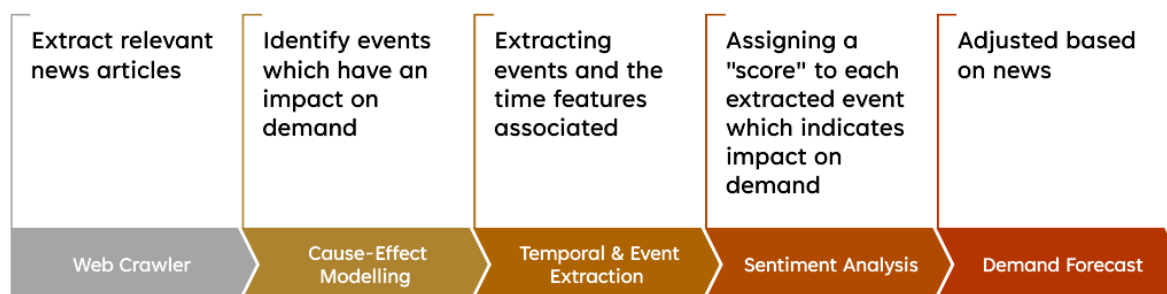 Extract relevant
news articles
Identify events
which have an
impact on
demand
Extracting
events and the
time features
associated
Assigning a
"score" to each
extracted event
which indicates
impact on
demand
Adjusted based
on news
Web Crawler
Cause-Effect
Modelling
Temporal & Event
Extraction
Sentiment Analysis
Demand Forecast